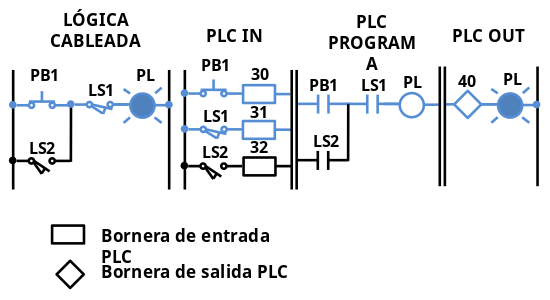 LÓGICA
CABLEADA
PLC IN
PLC
PROGRAM
A
PLC OUT
PB1
LS1
PL
LS2
PB1
30
LS1
31
LS2
32
PB1
LS1
PL
LS2
40
PL
Bornera de entrada
PLC
Bornera de salida PLC